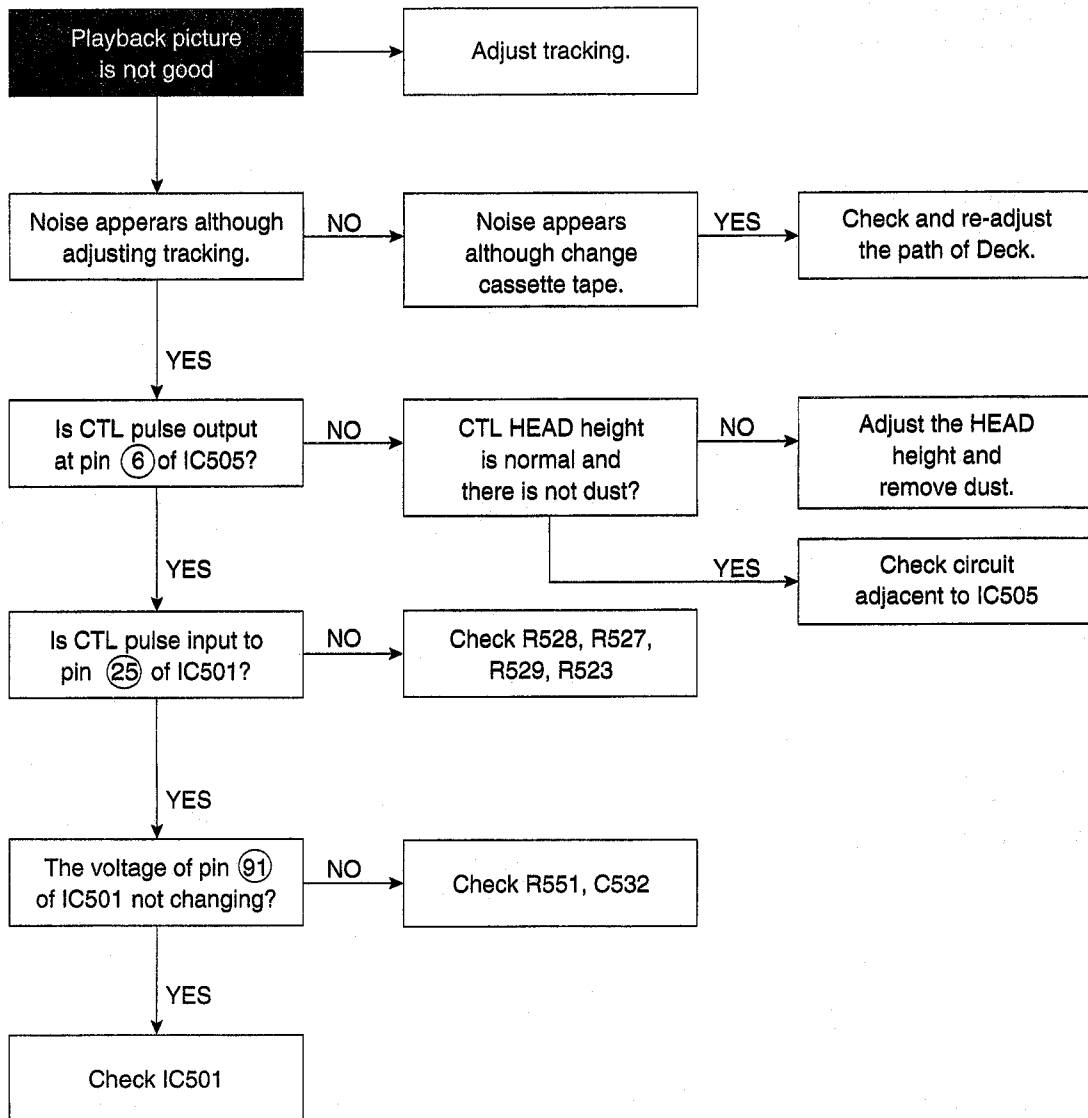 Playback picture
is not good
Adjust tracking.
Noise apperars although
adjusting tracking.
NO
Noise appears
although change
cassette tape.
YES
Check and re-adjust
the path of Deck.
YES
Is CTL pulse output
at pin 6 of IC505?
NO
CTL HEAD height
is normal and
there is not dust?
NO
Adjust the HEAD
height and
remove dust.
YES
YES
Check circuit
adjacent to IC505
Is CTL pulse input to
pin 25 of IC501?
NO
Check R528, R527,
R529, R523
YES
The voltage of pin 91
of IC501 not changing?
NO
Check R551, C532
YES
Check IC501